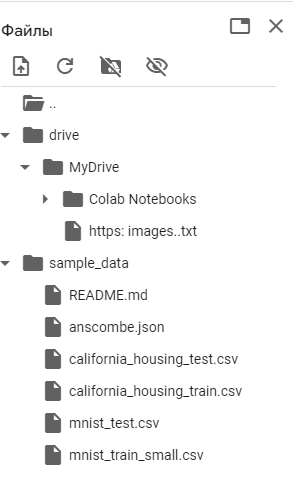 Файлы
..
drive
MyDrive
Colab Notebooks
https: images..txt
sample_data
README.md
anscombe.json
california_housing_test.csv
california_housing_train.csv
mnist_test.csv
mnist_train_small.csv